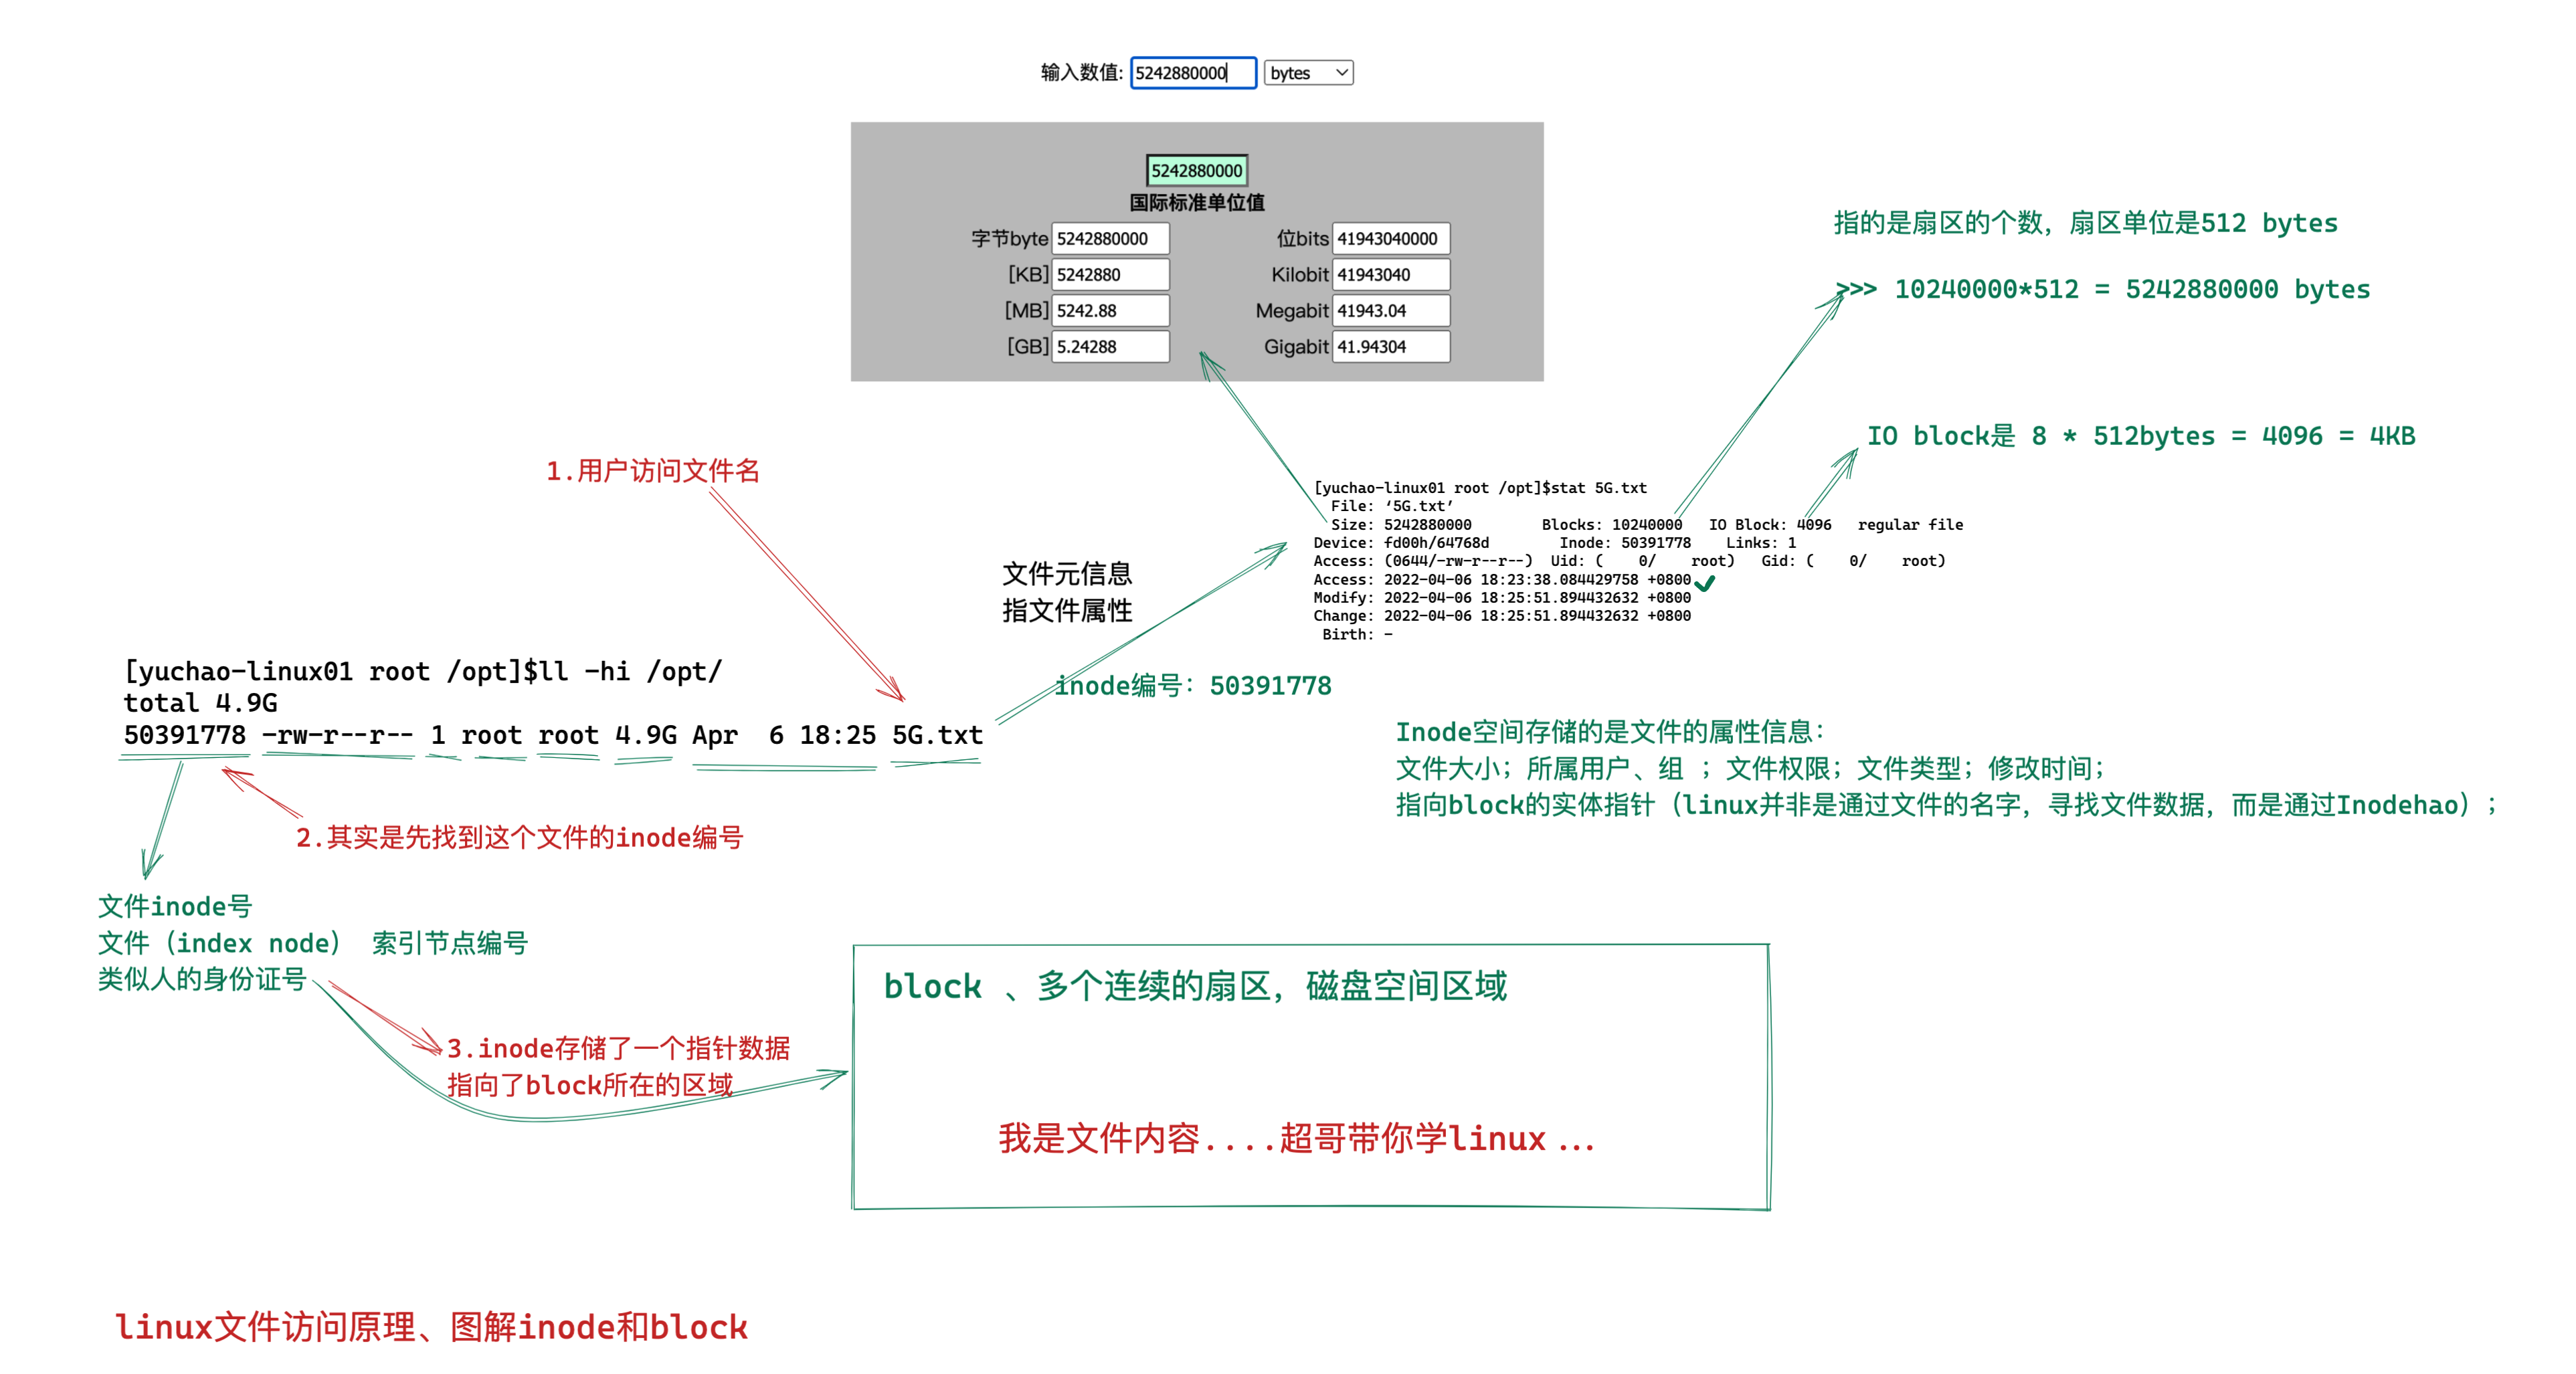 输入数值: 5242880000 bytes
5242880000
国际标准单位值
字节byte 5242880000 位bits 41943040000
[KB] 5242880 Kilobit 41943040
[MB] 5242.88 Megabit 41943.04
[GB] 5.24288 Gigabit 41.94304
指的是扇区的个数，扇区单位是512 bytes
>>> 10240000*512 = 5242880000 bytes
IO block是 8 * 512bytes = 4096 = 4KB
1.用户访问文件名
[yuchao-linux01 root /opt]$stat 5G.txt
File: ‘5G.txt’
Size: 5242880000 Blocks: 10240000 IO Block: 4096 regular file
Device: fd00h/64768d Inode: 50391778 Links: 1
Access: (0644/-rw-r--r--) Uid: ( 0/ root) Gid: ( 0/ root)
Access: 2022-04-06 18:23:38.084429758 +0800
Modify: 2022-04-06 18:25:51.894432632 +0800
Change: 2022-04-06 18:25:51.894432632 +0800
Birth: -
文件元信息
指文件属性
inode编号：50391778
[yuchao-linux01 root /opt]$ll -hi /opt/
total 4.9G
50391778 -rw-r--r-- 1 root root 4.9G Apr  6 18:25 5G.txt
Inode空间存储的是文件的属性信息：
文件大小；所属用户、组 ；文件权限；文件类型；修改时间；
指向block的实体指针（linux并非是通过文件的名字，寻找文件数据，而是通过Inodehao）；
2.其实是先找到这个文件的inode编号
文件inode号
文件（index node） 索引节点编号
类似人的身份证号
3.inode存储了一个指针数据
指向了block所在的区域
block 、多个连续的扇区，磁盘空间区域
我是文件内容....超哥带你学linux...
linux文件访问原理、图解inode和block